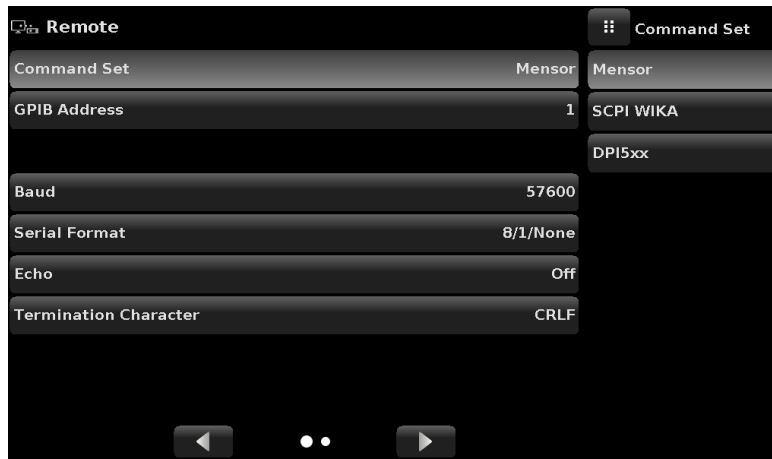 Remote
Command Set Mensor
GPIB Address 1
Baud 57600
Serial Format 8/1/None
Echo Off
Termination Character CRLF
Command Set
Mensor
SCPI WIKA
DPI5xx